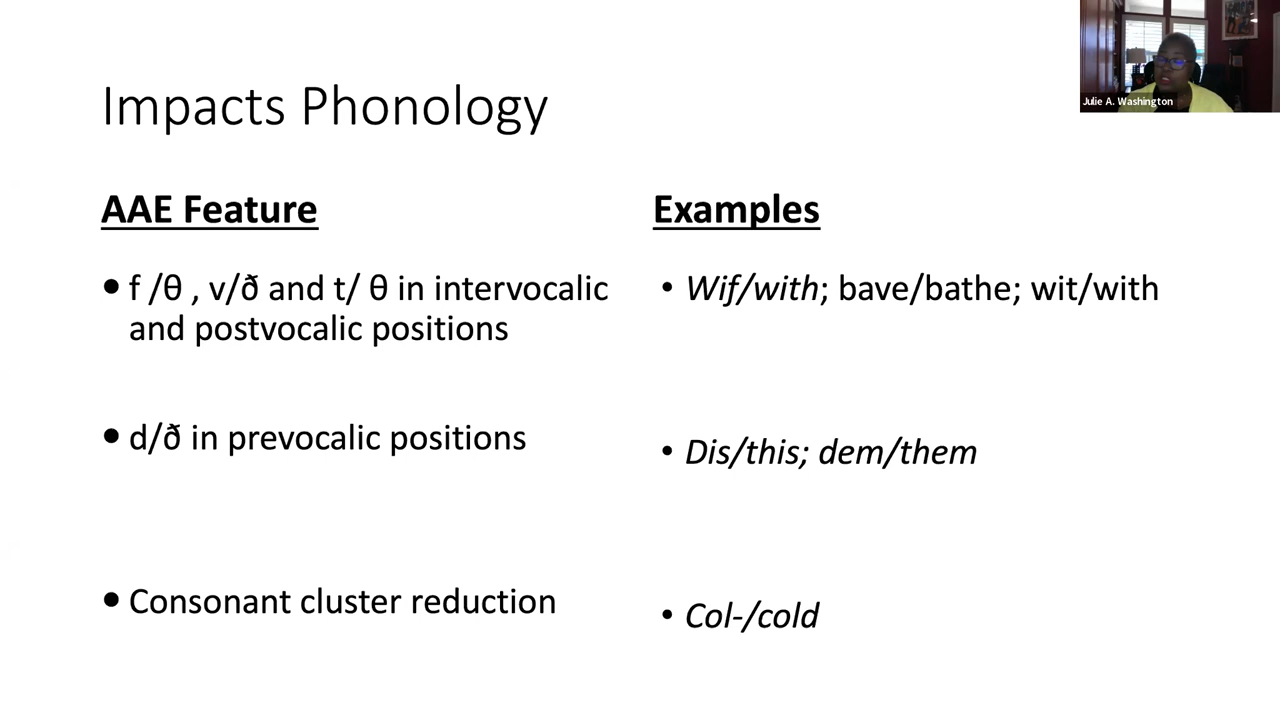 Julie A. Washington
Impacts Phonology
AAE Feature
• f /θ , v/ð and t/ θ in intervocalic
and postvocalic positions
• d/ð in prevocalic positions
• Consonant cluster reduction
Examples
• Wif/with; bave/bathe; wit/with
• Dis/this; dem/them
• Col-/cold